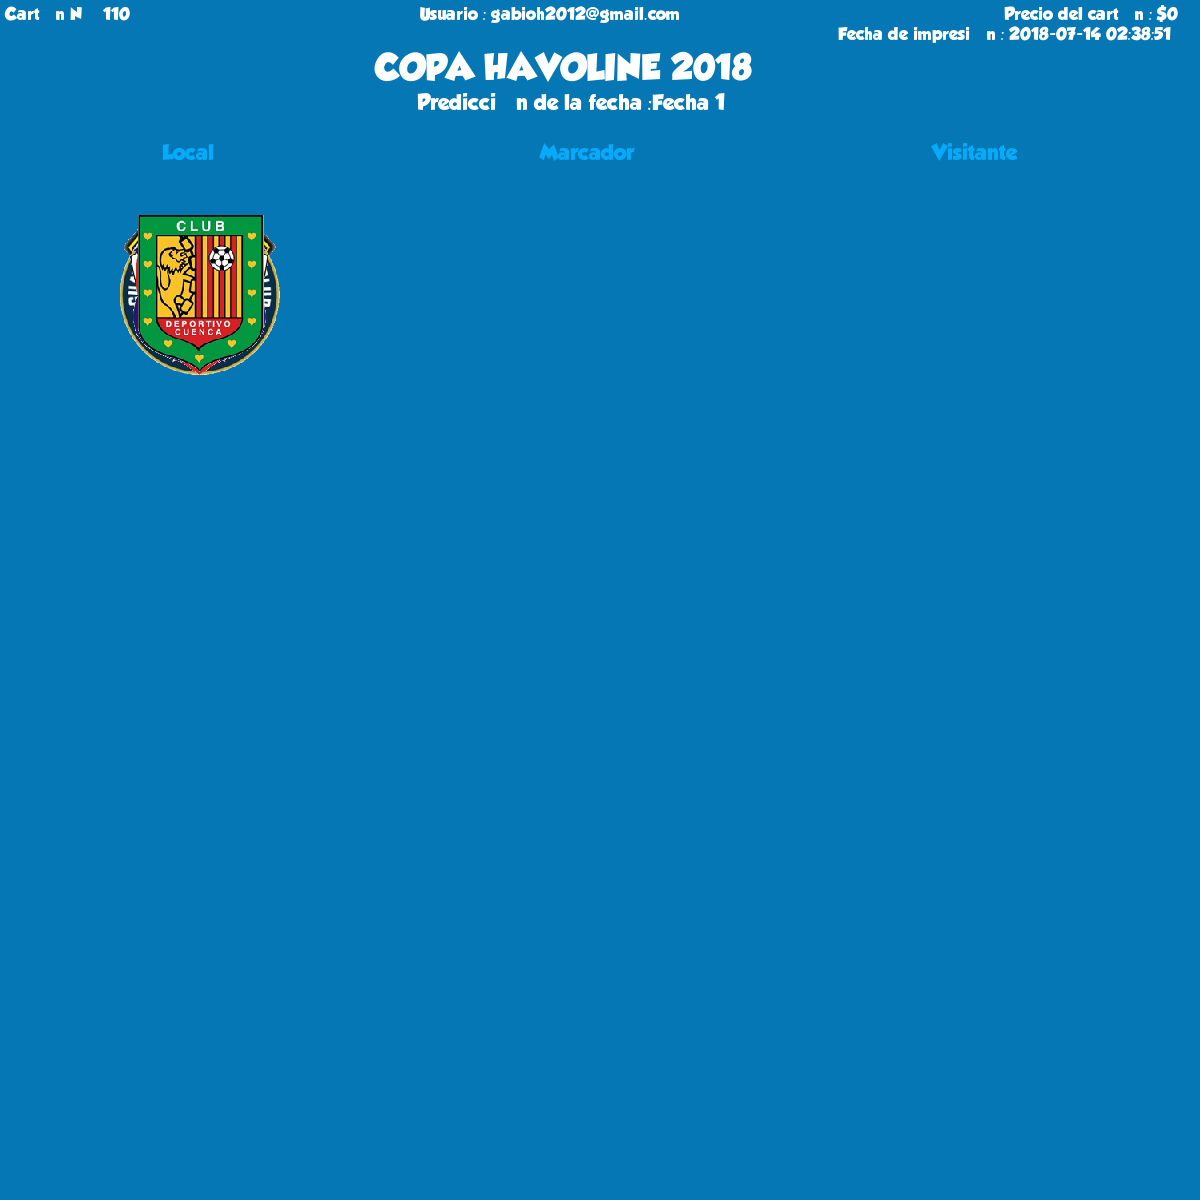 Cart n N 110
Usuario : gabioh2012@gmail.com
Precio del cart n : $0
Fecha de impresi n : 2018-07-14 02:38:51
COPA HAVOLINE 2018
Predicci n de la fecha :Fecha 1
Local
Marcador
Visitante
CLUB
DEPORTIVO
CUENCA